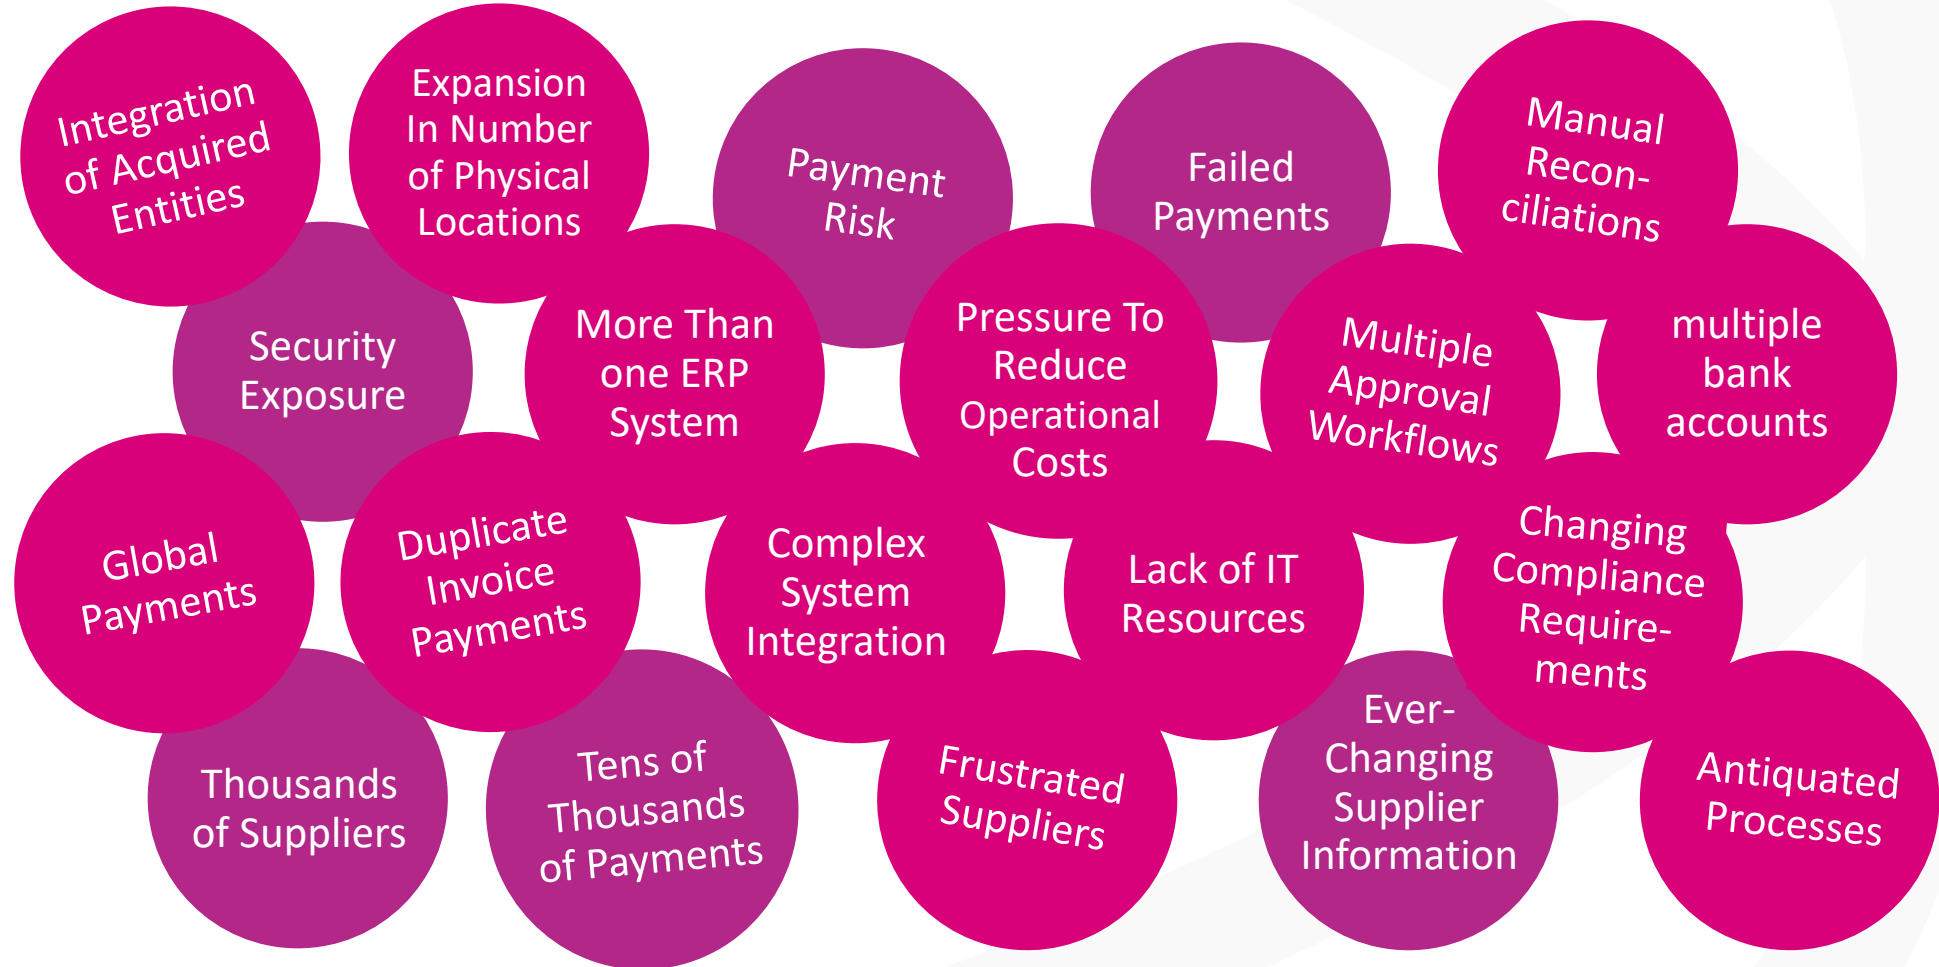 Integration
of Acquired
Entities
Expansion
In Number
of Physical
Locations
Payment
Risk
Failed
Payments
Manual
Recon-
ciliations
Security
Exposure
More Than
one ERP
System
Pressure To
Reduce
Operational
Costs
Multiple
Approval
Workflows
multiple
bank
accounts
Global
Payments
Duplicate
Invoice
Payments
Complex
System
Integration
Lack of IT
Resources
Changing
Compliance
Require-
ments
Thousands
of Suppliers
Tens of
Thousands
of Payments
Frustrated
Suppliers
Ever-
Changing
Supplier
Information
Antiquated
Processes